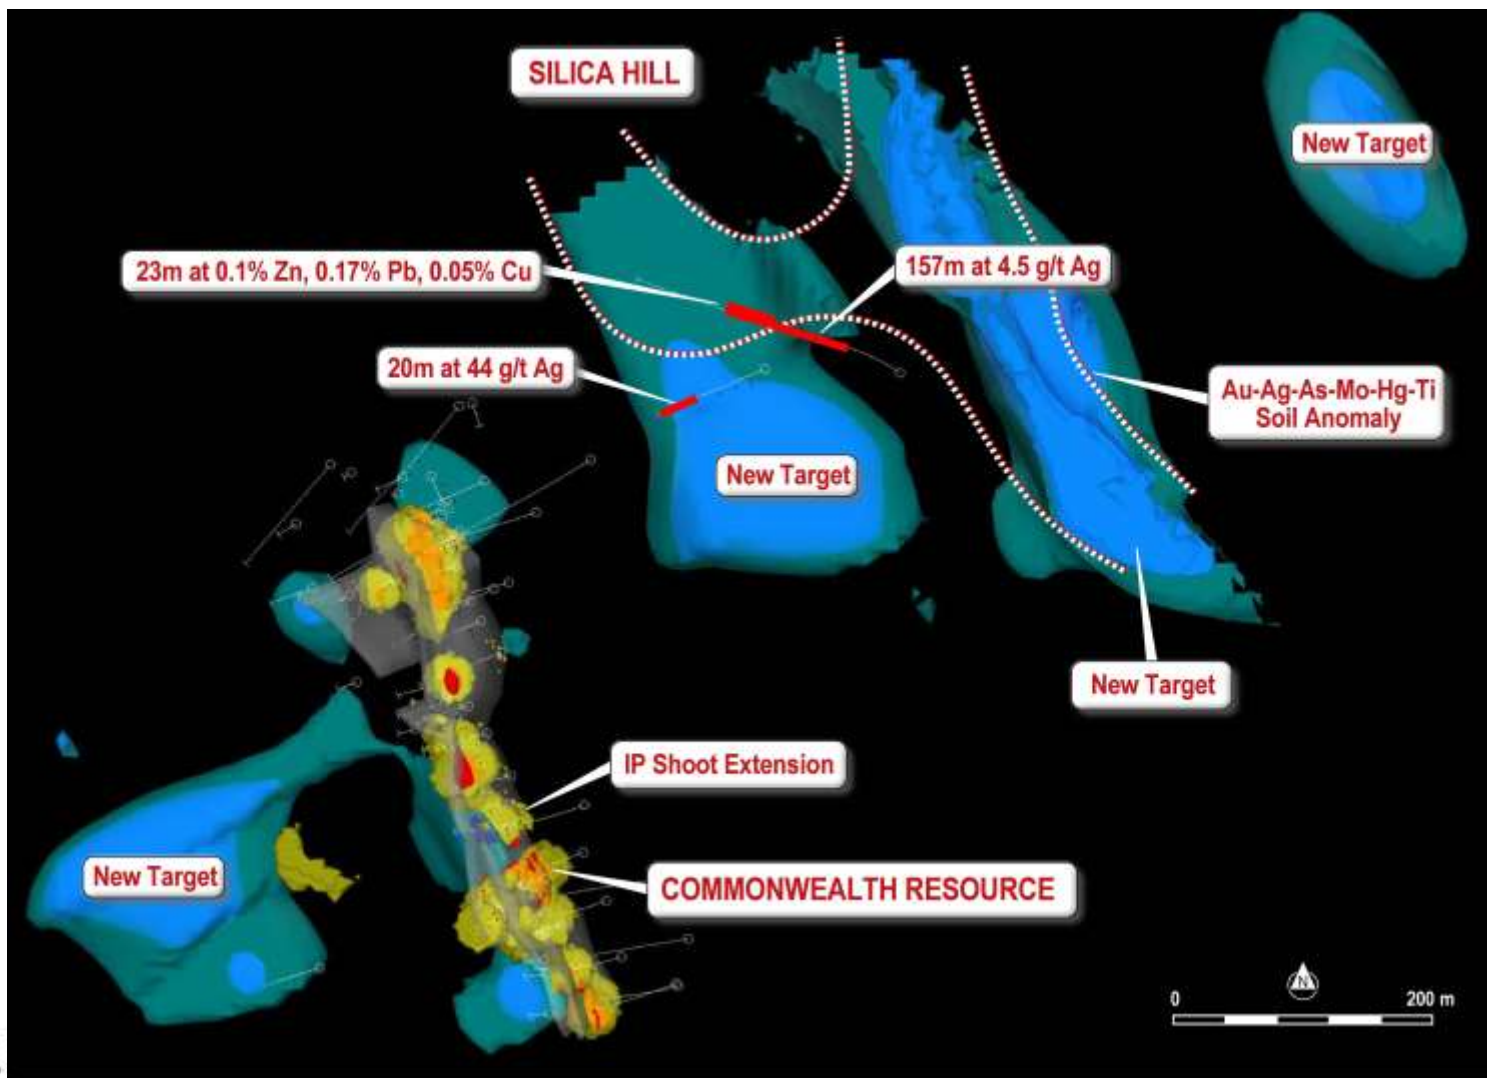 SILICA HILL
New Target
23m at 0.1% Zn, 0.17% Pb, 0.05% Cu
157m at 4.5 g/t Ag
20m at 44 g/t Ag
Au-Ag-As-Mo-Hg-Ti
Soil Anomaly
New Target
New Target
IP Shoot Extension
New Target
COMMONWEALTH RESOURCE
N
0 200 m